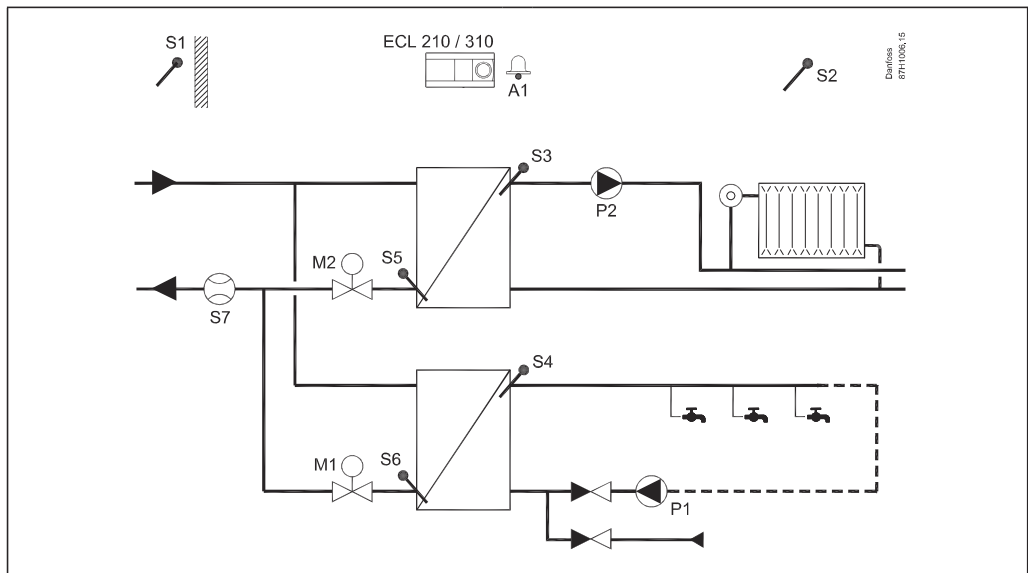 S1
ECL 210 / 310
A1
S2
Danfoss
87H1006,15
S3
P2
M2
S5
S7
S4
M1
S6
P1